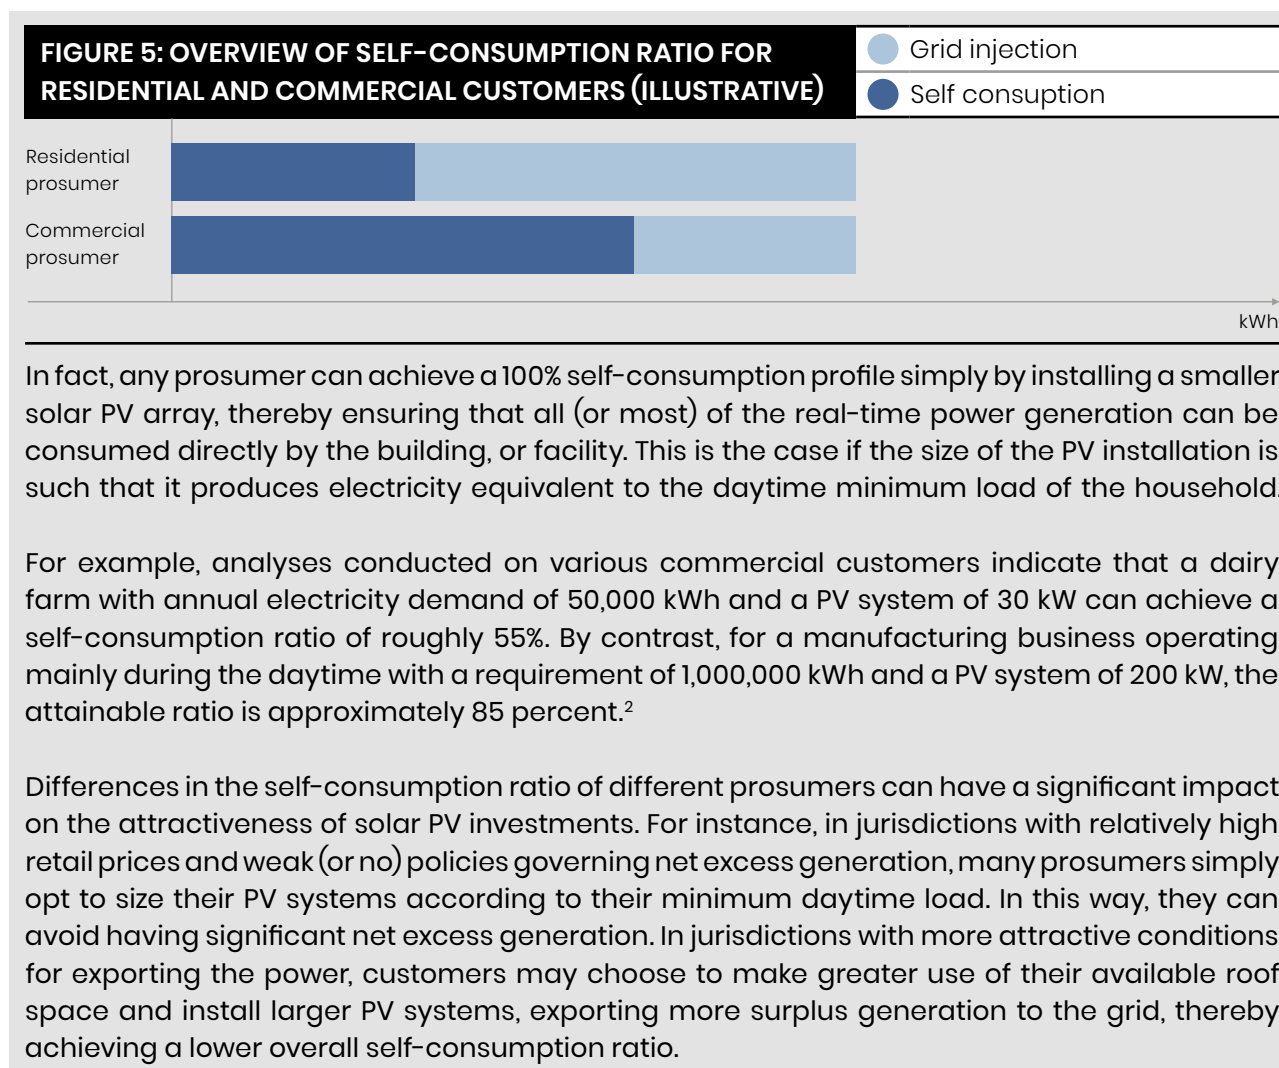 FIGURE 5: OVERVIEW OF SELF-CONSUMPTION RATIO FOR
RESIDENTIAL AND COMMERCIAL CUSTOMERS (ILLUSTRATIVE)
Grid injection
Self consuption
Residential
prosumer
Commercial
prosumer
kWh
In fact, any prosumer can achieve a 100% self-consumption profile simply by installing a smaller
solar PV array, thereby ensuring that all (or most) of the real-time power generation can be
consumed directly by the building, or facility. This is the case if the size of the PV installation is
such that it produces electricity equivalent to the daytime minimum load of the household.
For example, analyses conducted on various commercial customers indicate that a dairy
farm with annual electricity demand of 50,000 kWh and a PV system of 30 kW can achieve a
self-consumption ratio of roughly 55%. By contrast, for a manufacturing business operating
mainly during the daytime with a requirement of 1,000,000 kWh and a PV system of 200 kW, the
attainable ratio is approximately 85 percent.²
Differences in the self-consumption ratio of different prosumers can have a significant impact
on the attractiveness of solar PV investments. For instance, in jurisdictions with relatively high
retail prices and weak (or no) policies governing net excess generation, many prosumers simply
opt to size their PV systems according to their minimum daytime load. In this way, they can
avoid having significant net excess generation. In jurisdictions with more attractive conditions
for exporting the power, customers may choose to make greater use of their available roof
space and install larger PV systems, exporting more surplus generation to the grid, thereby
achieving a lower overall self-consumption ratio.